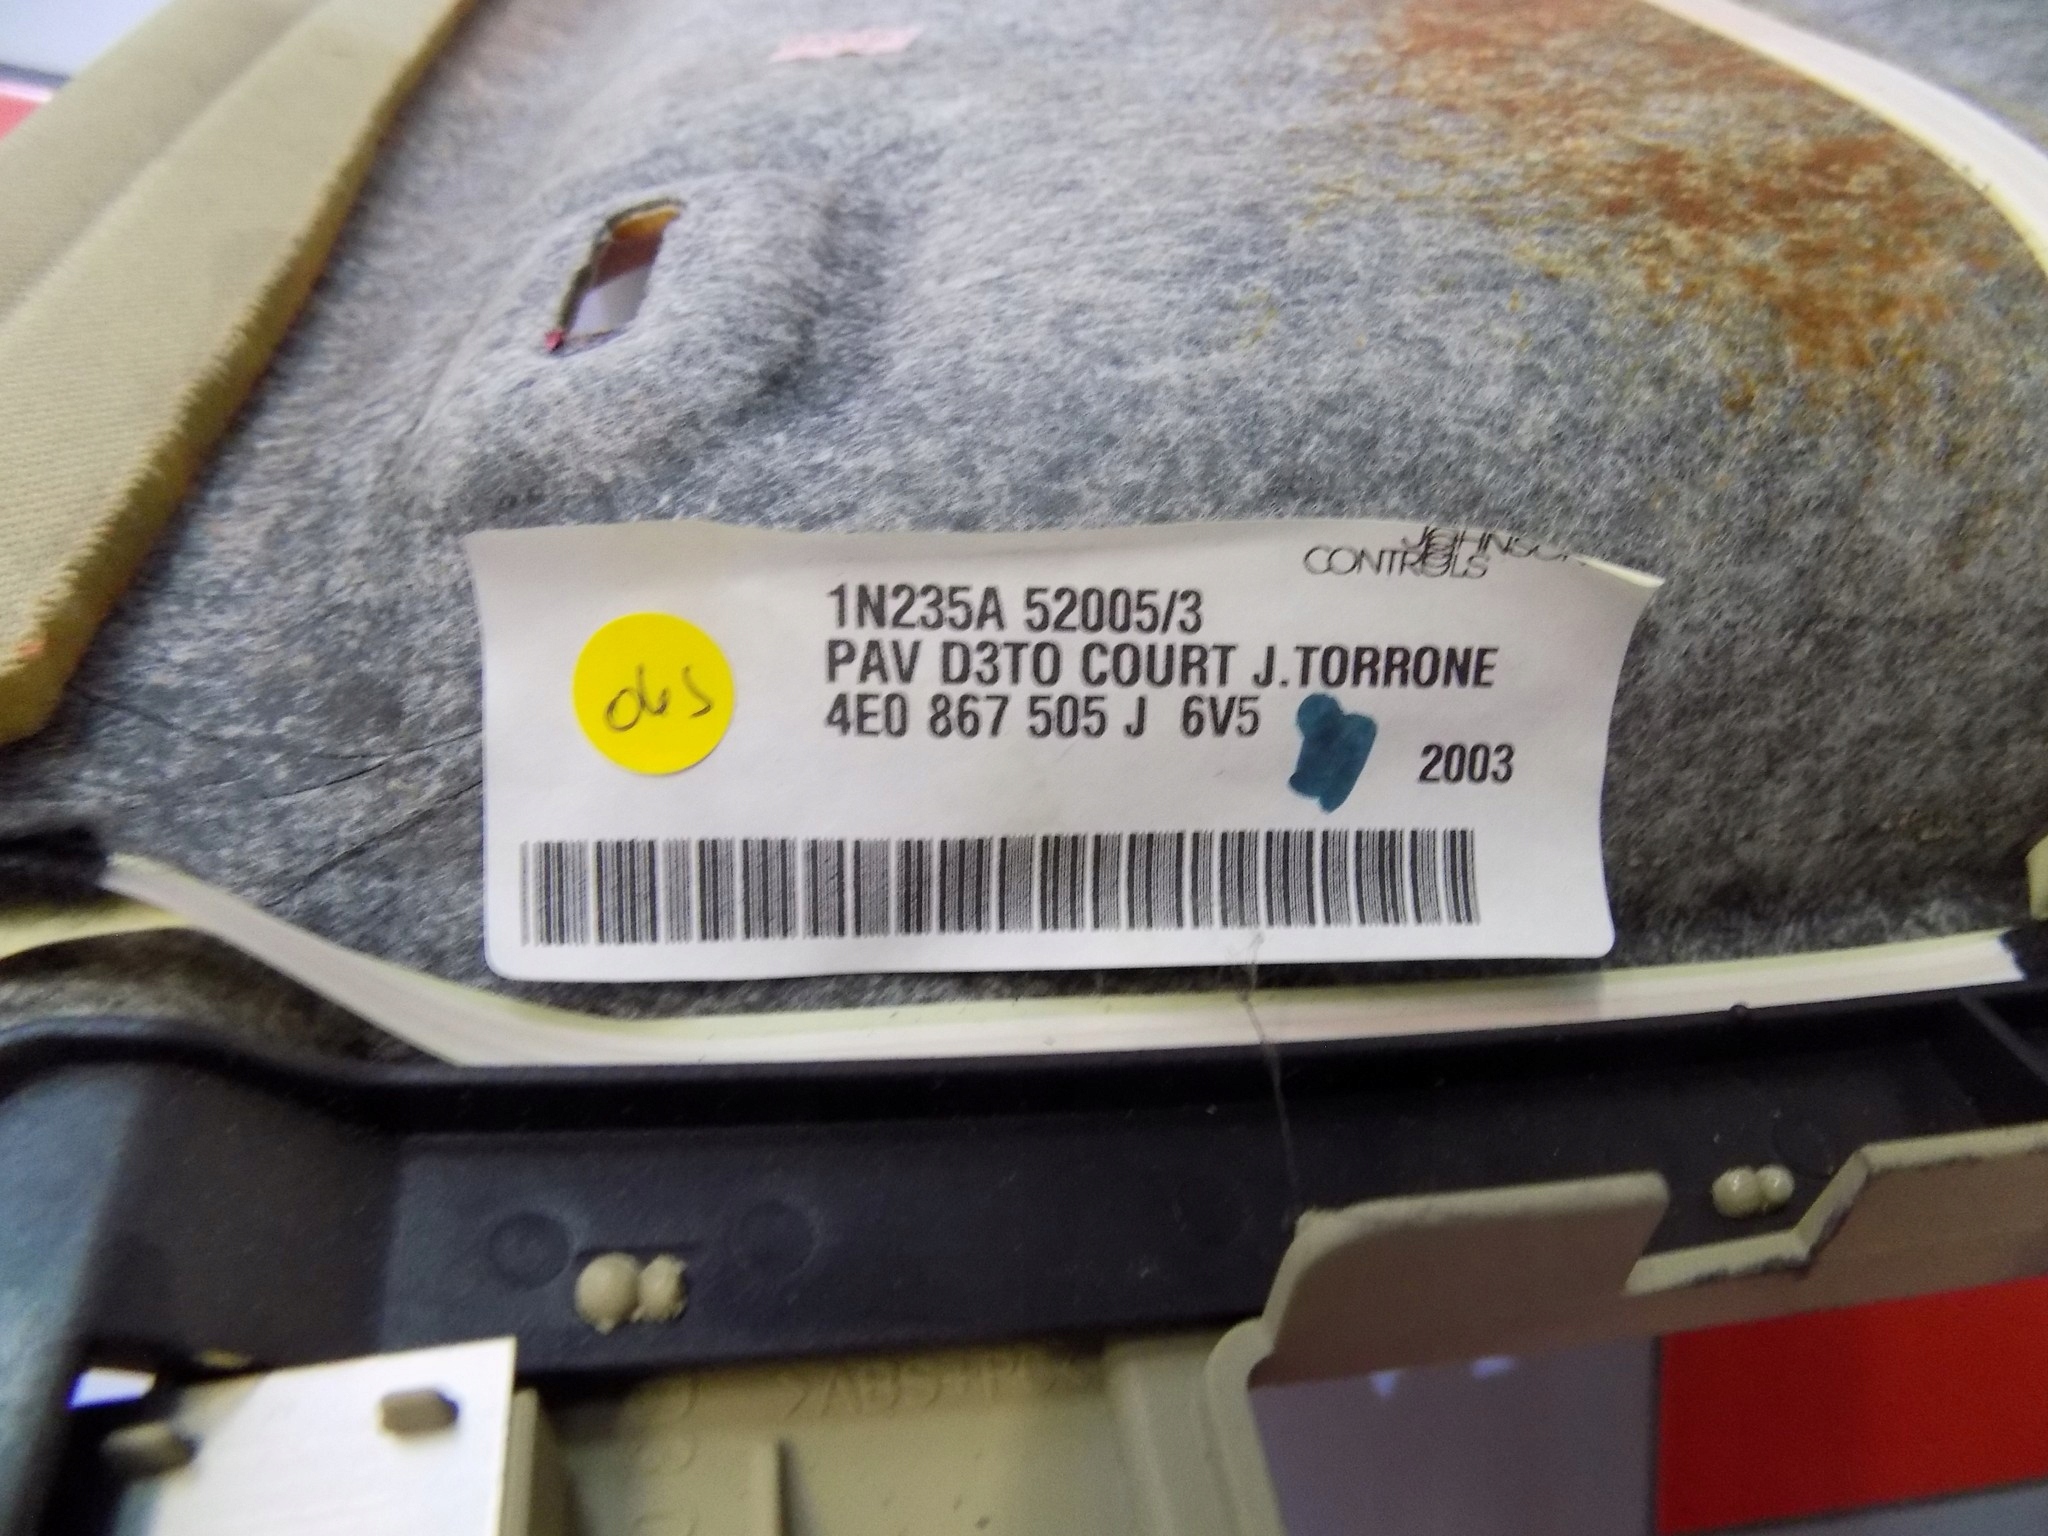 JOHNSON
CONTROLS
1N235A 52005/3
PAV D3TO COURT J.TORRONE
4E0 867 505 J 6V5
2003